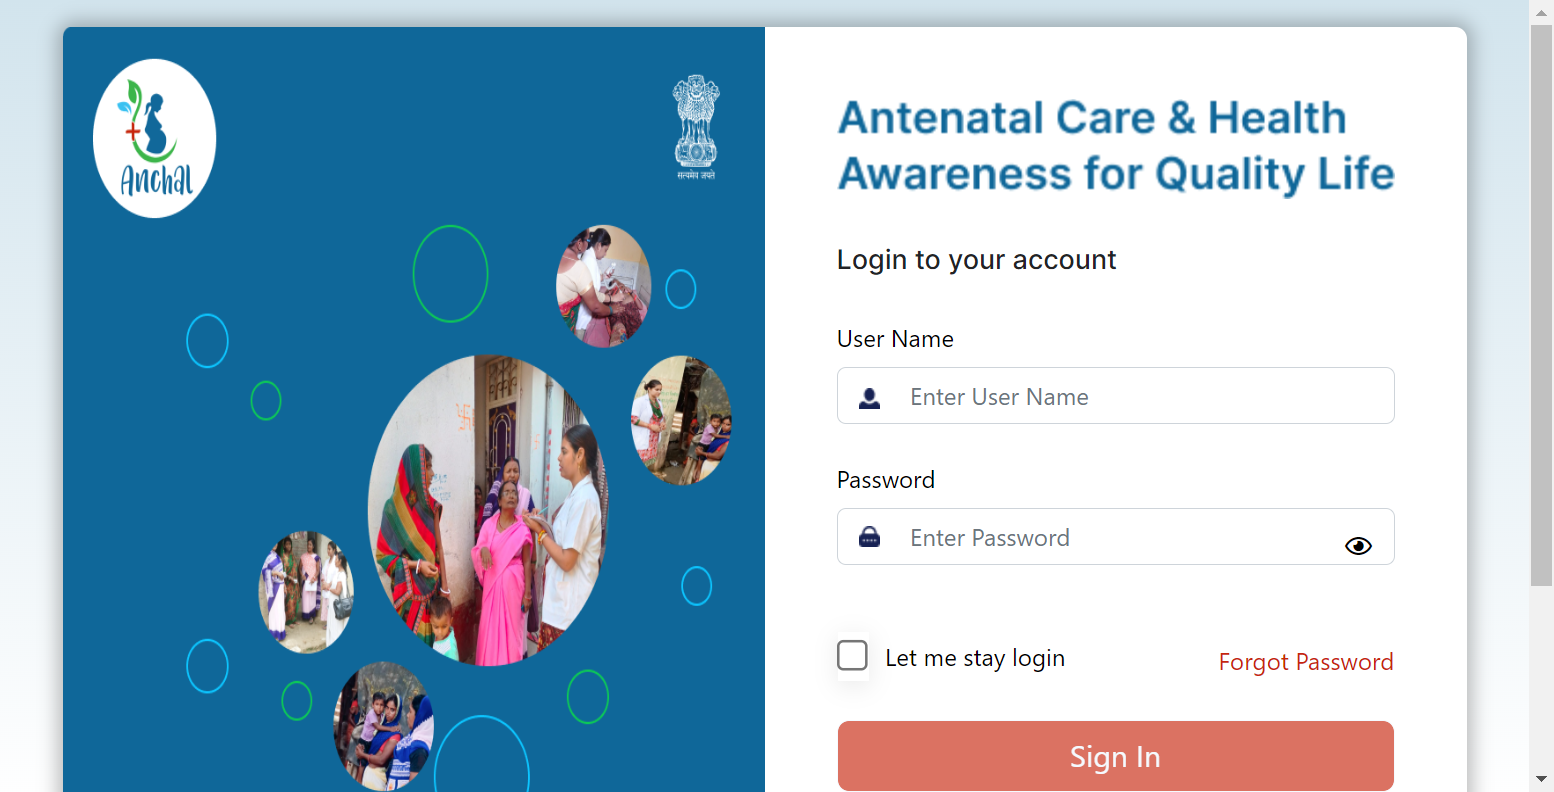 Anchal
सत्यमेव जयते
Antenatal Care & Health
Awareness for Quality Life
Login to your account
User Name
Enter User Name
Password
Enter Password
Let me stay login
Forgot Password
Sign In